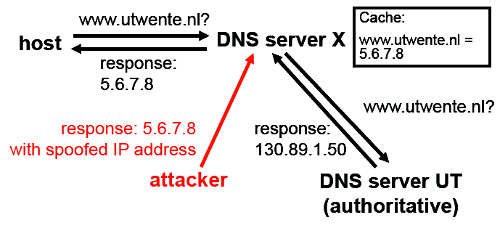 www.utwente.nl?
host
DNS server X
response:
5.6.7.8
Cache:
www.utwente.nl =
5.6.7.8
www.utwente.nl?
response: 5.6.7.8
with spoofed IP address
attacker
response:
130.89.1.50
DNS server UT
(authoritative)